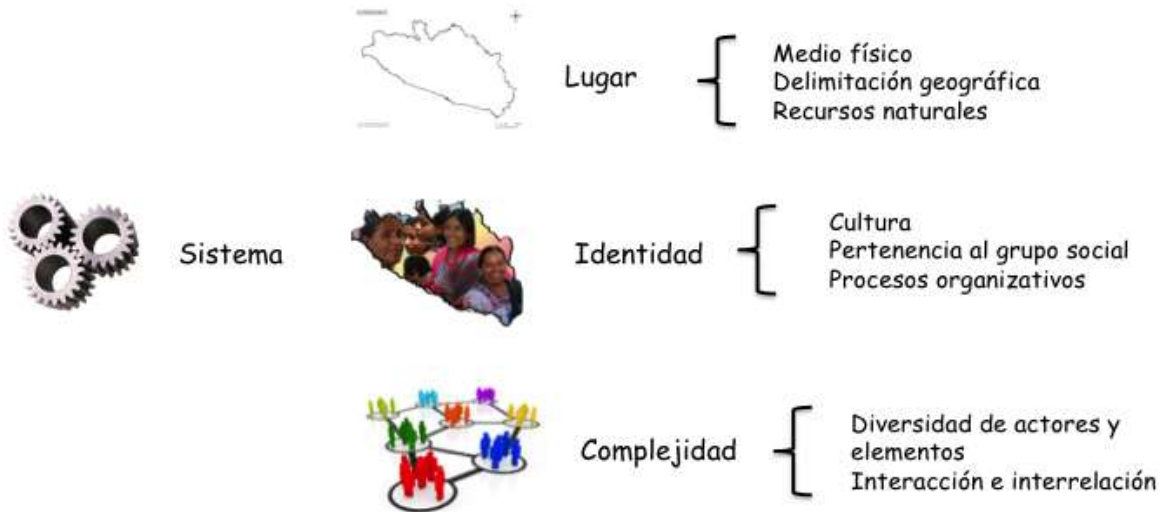 Lugar
Medio físico
Delimitación geográfica
Recursos naturales
Sistema
Identidad
Cultura
Pertenencia al grupo social
Procesos organizativos
Complejidad
Diversidad de actores y
elementos
Interacción e interrelación